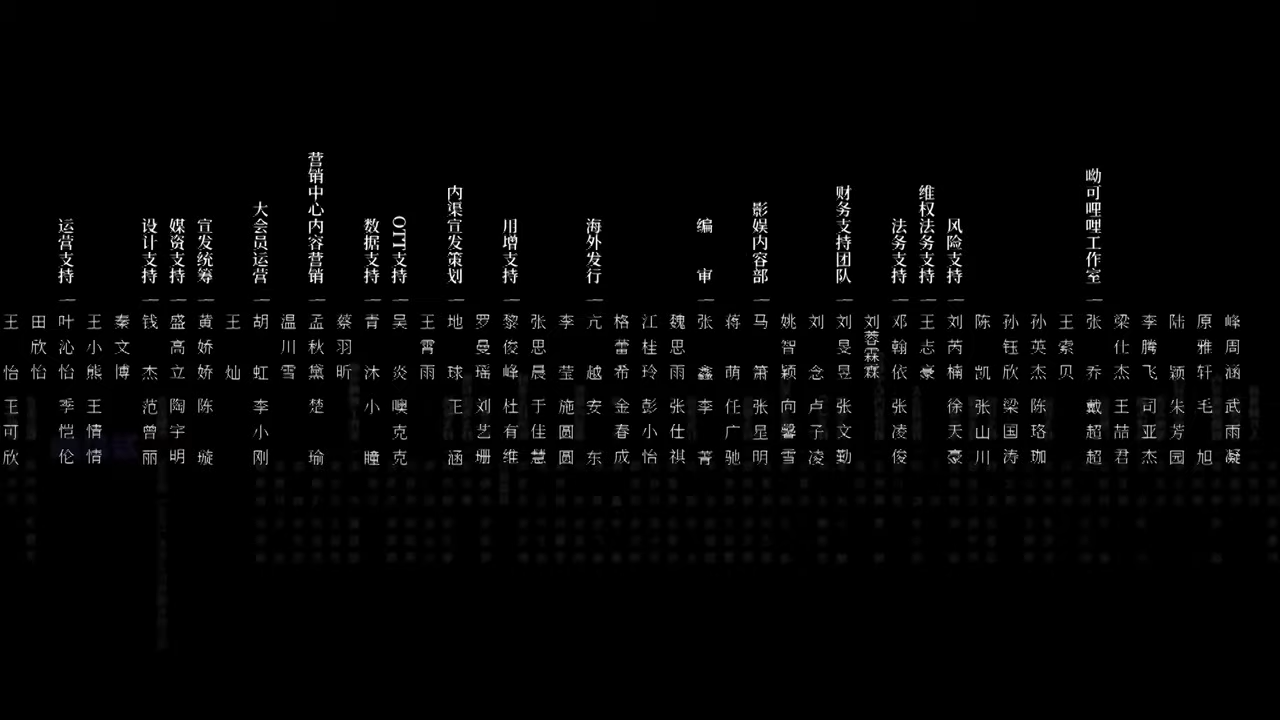 王怡
王可欣
田欣怡
运营支持
叶沁怡
季恺伦
王小熊
王情情
秦文博
设计支持
钱杰
范曾丽
媒资支持
盛高立
陶宇明
宣发统筹
黄娇娇
陈璇
王灿
大会员运营
胡虹
李小刚
温川雪
营销中心内容营销
孟秋黛
楚瑜
蔡羽昕
数据支持
青沐
小瞳
OTT支持
吴炎
噢克克
王霄雨
内渠宣发策划
地球
王涵
罗曼瑶
刘艺珊
用增支持
黎俊峰
杜有维
张思晨
于佳慧
李莹
施圆圆
海外发行
亢越
安东
格蕾希
金春成
江桂玲
彭小怡
魏思雨
张仕祺
编审
张鑫
李菁
蒋萌
任广驰
影娱内容部
马箫
张星明
姚智颖
向馨雪
刘念
卢子凌
财务支持团队
刘旻昱
张文勤
刘蓉霖霖
法务支持
邓翰依
张凌俊
维权法务支持
王志豪
风险支持
刘芮楠
徐天豪
陈凯
张山川
孙钰欣
梁国涛
孙英杰
陈珞珈
王索贝
呦可哩哩工作室
张乔
戴超超
梁仕杰
王喆君
李腾飞
司亚杰
陆颖
朱芳园
原雅轩
毛旭
峰周涵
武雨凝